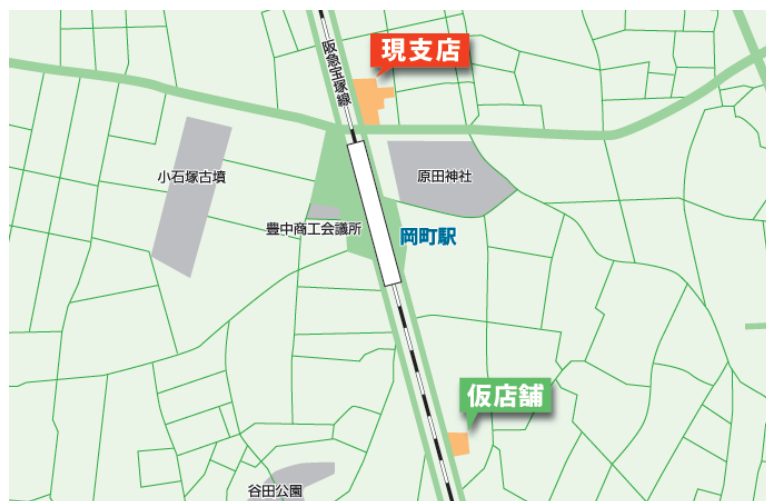 現支店
阪急宝塚線
小石塚古墳
原田神社
豊中商工会議所
岡町駅
仮店舗
谷田公園